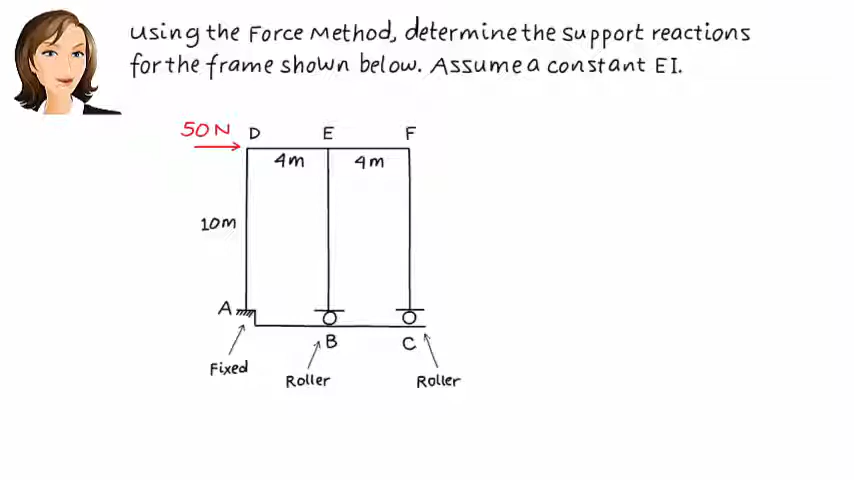 Using the Force Method, determine the support reactions
for the frame shown below. Assume a constant EI.
50N D E F
4m 4m
10m
A
B C
Fixed
Roller Roller